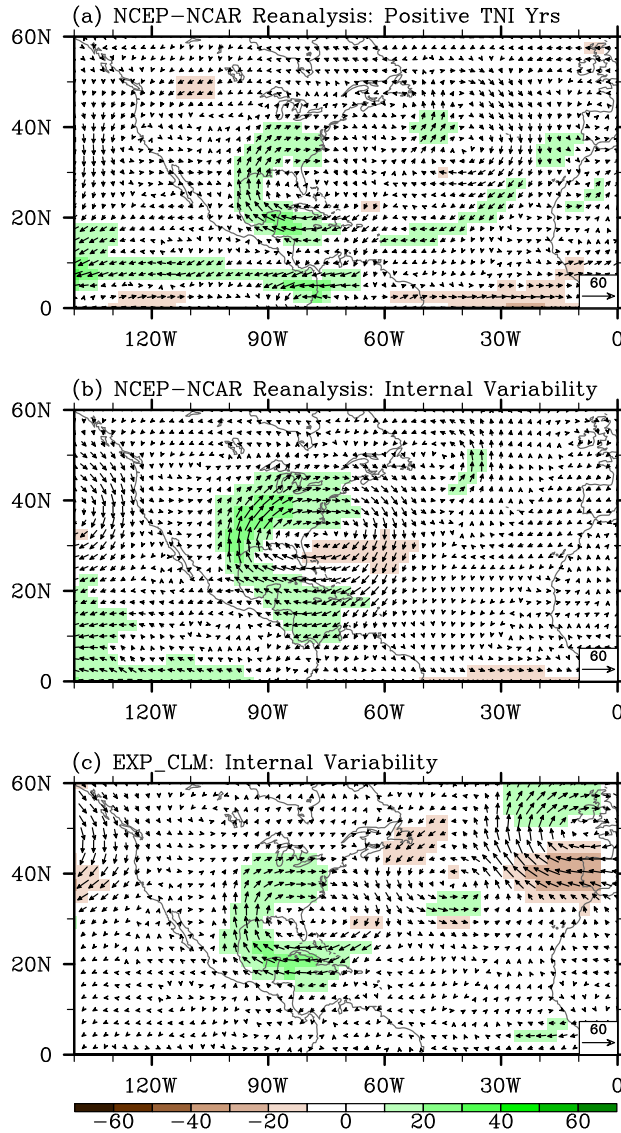 (a) NCEP−NCAR Reanalysis: Positive TNI Yrs
60N
40N
20N
0
60
120W 90W 60W 30W 0
(b) NCEP−NCAR Reanalysis: Internal Variability
60N
40N
20N
0
60
120W 90W 60W 30W 0
(c) EXP_CLM: Internal Variability
60N
40N
20N
0
60
120W 90W 60W 30W 0
−60 −40 −20 0 20 40 60